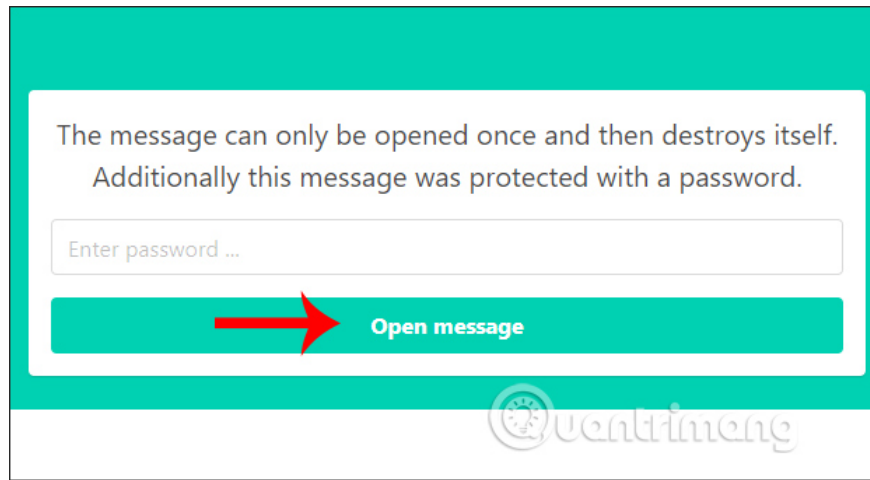 The message can only be opened once and then destroys itself.
Additionally this message was protected with a password.
Enter password ...
Open message
Quantrimang